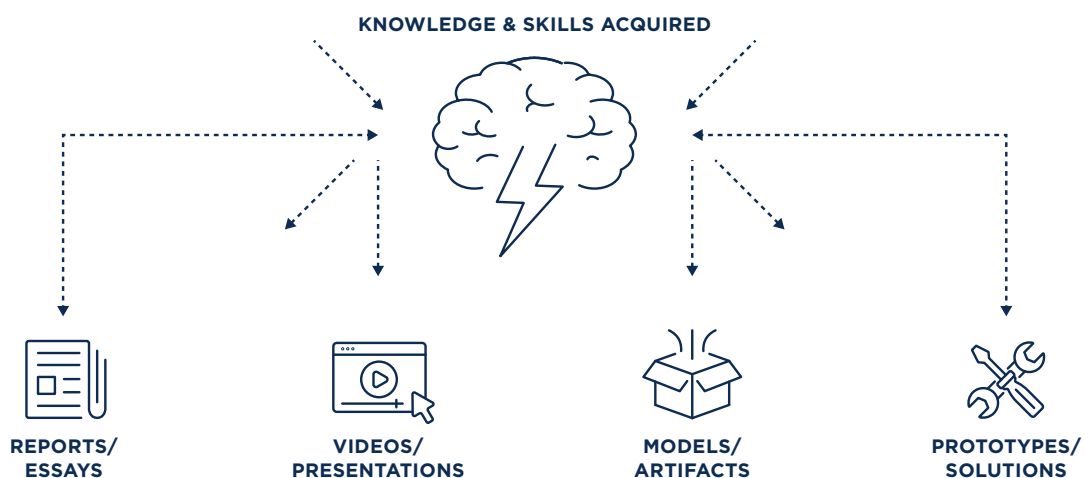 KNOWLEDGE & SKILLS ACQUIRED
REPORTS/
ESSAYS
VIDEOS/
PRESENTATIONS
MODELS/
ARTIFACTS
PROTOTYPES/
SOLUTIONS